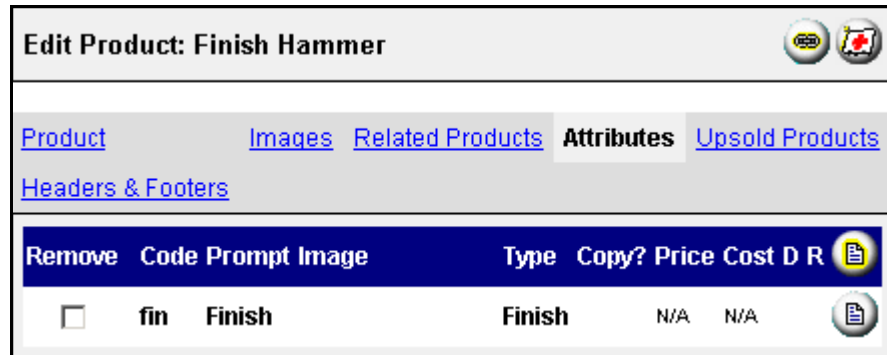 Edit Product: Finish Hammer
Product Images Related Products Attributes Upsold Products
Headers & Footers
Remove Code Prompt Image Type Copy? Price Cost D R
fin Finish Finish N/A N/A